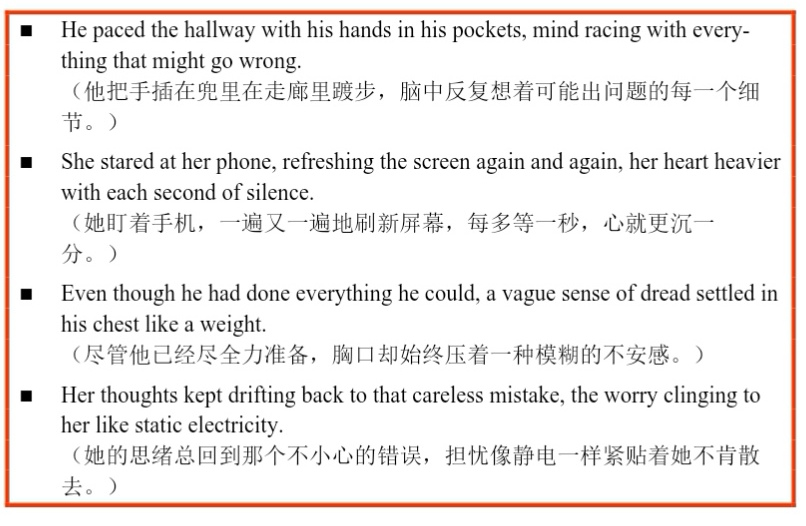 ■ He paced the hallway with his hands in his pockets, mind racing with every-
thing that might go wrong.
（他把手插在兜里在走廊里踱步，脑中反复想着可能出问题的每一个细
节。）
■ She stared at her phone, refreshing the screen again and again, her heart heavier
with each second of silence.
（她盯着手机，一遍又一遍地刷新屏幕，每多等一秒，心就更沉一
分。）
■ Even though he had done everything he could, a vague sense of dread settled in
his chest like a weight.
（尽管他已经尽全力准备，胸口却始终压着一种模糊的不安感。）
■ Her thoughts kept drifting back to that careless mistake, the worry clinging to
her like static electricity.
（她的思绪总回到那个不小心的错误，担忧像静电一样紧贴着她不肯散
去。）